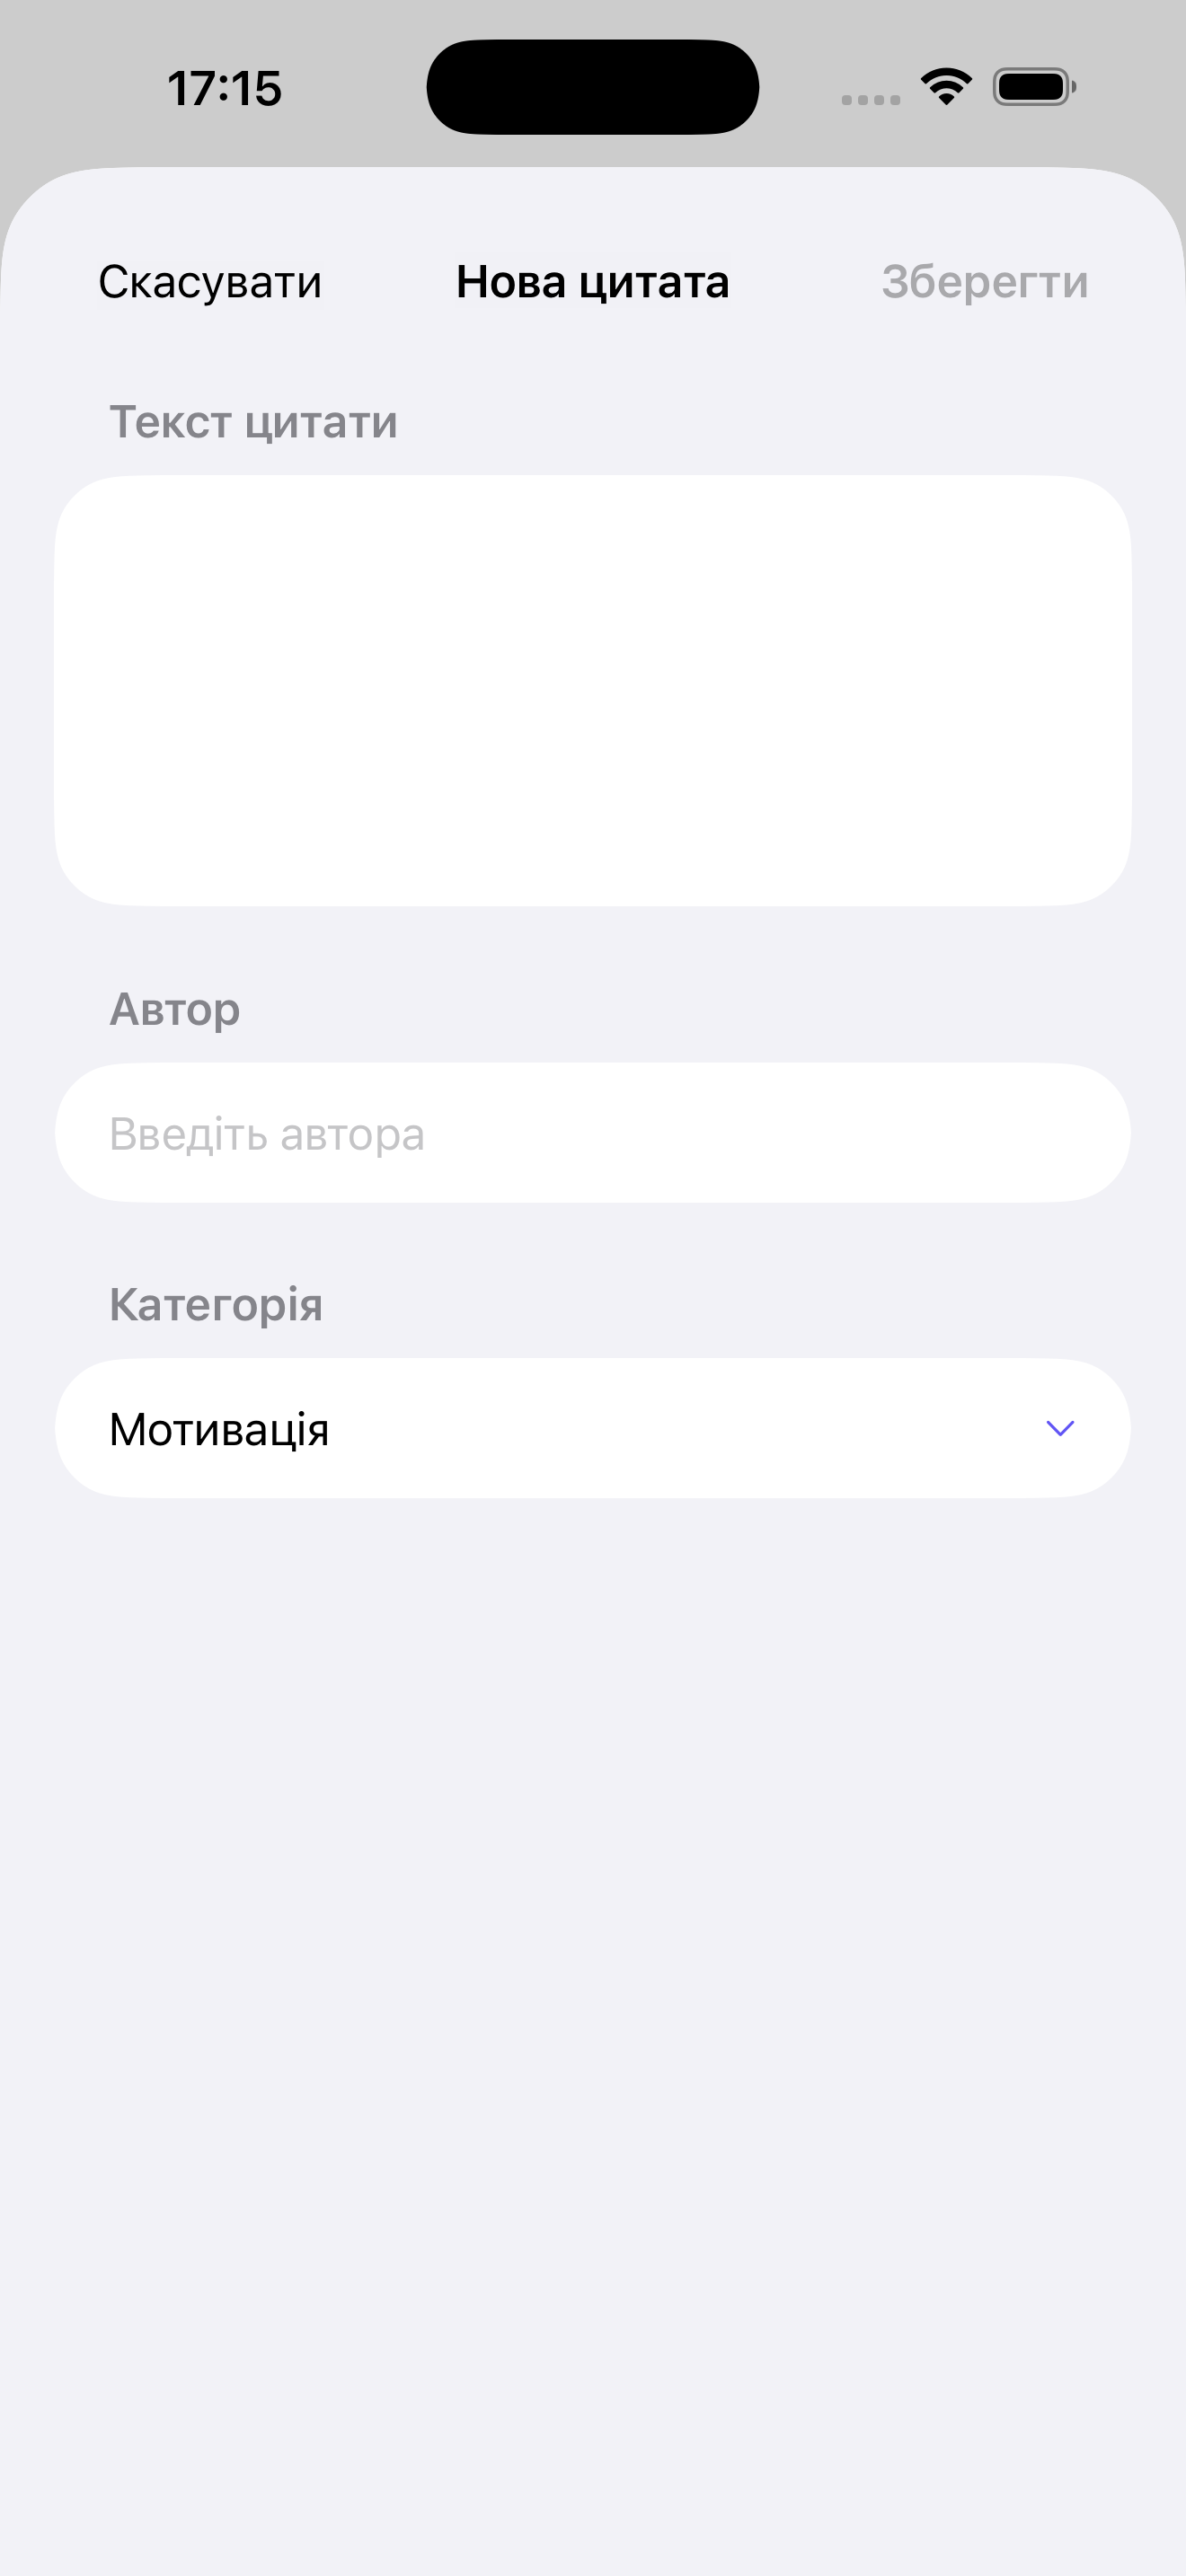 17:15
Скасувати Нова цитата Зберегти
Текст цитати
Автор
Введіть автора
Категорія
Мотивація